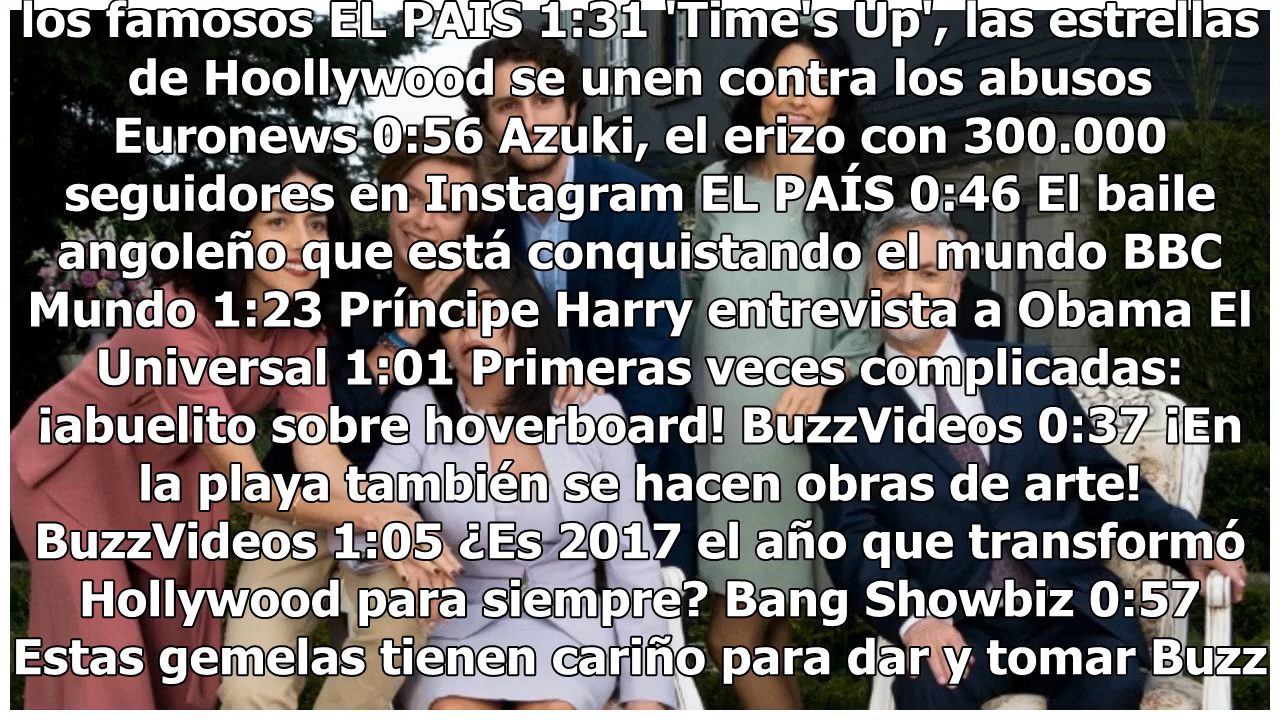 los famosos EL PAÍS 1:31 'Time's Up', las estrellas
de Hoollywood se unen contra los abusos
Euronews 0:56 Azuki, el erizo con 300.000
seguidores en Instagram EL PAÍS 0:46 El baile
angoleño que está conquistando el mundo BBC
Mundo 1:23 Príncipe Harry entrevista a Obama El
Universal 1:01 Primeras veces complicadas:
¡abuelito sobre hoverboard! BuzzVideos 0:37 ¡En
la playa también se hacen obras de arte!
BuzzVideos 1:05 ¿Es 2017 el año que transformó
Hollywood para siempre? Bang Showbiz 0:57
Estas gemelas tienen cariño para dar y tomar Buzz